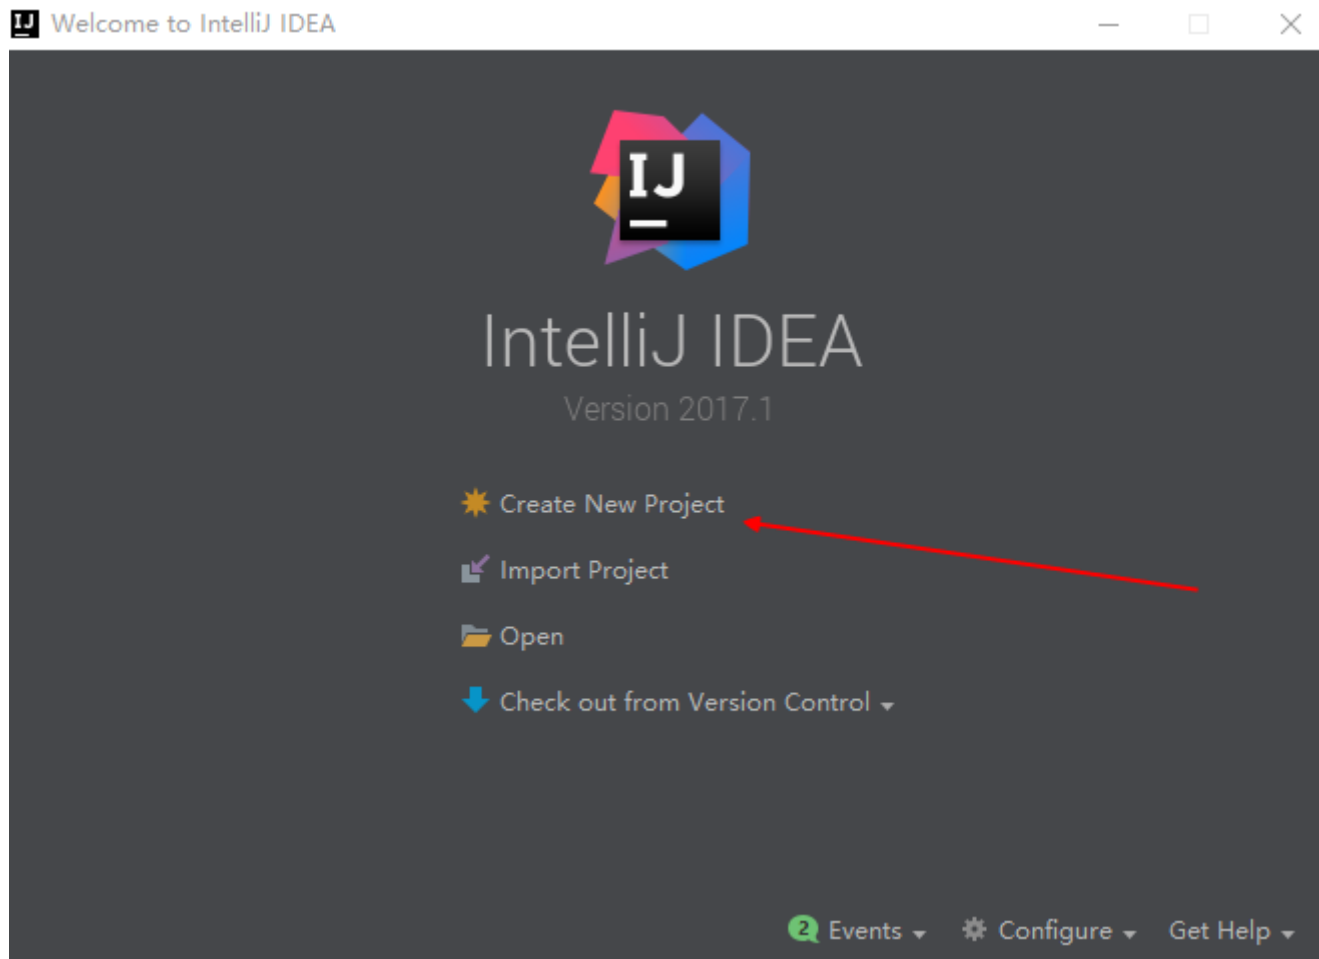 IJ Welcome to IntelliJ IDEA
IJ
IntelliJ IDEA
Version 2017.1
Create New Project
Import Project
Open
Check out from Version Control
2 Events Configure Get Help